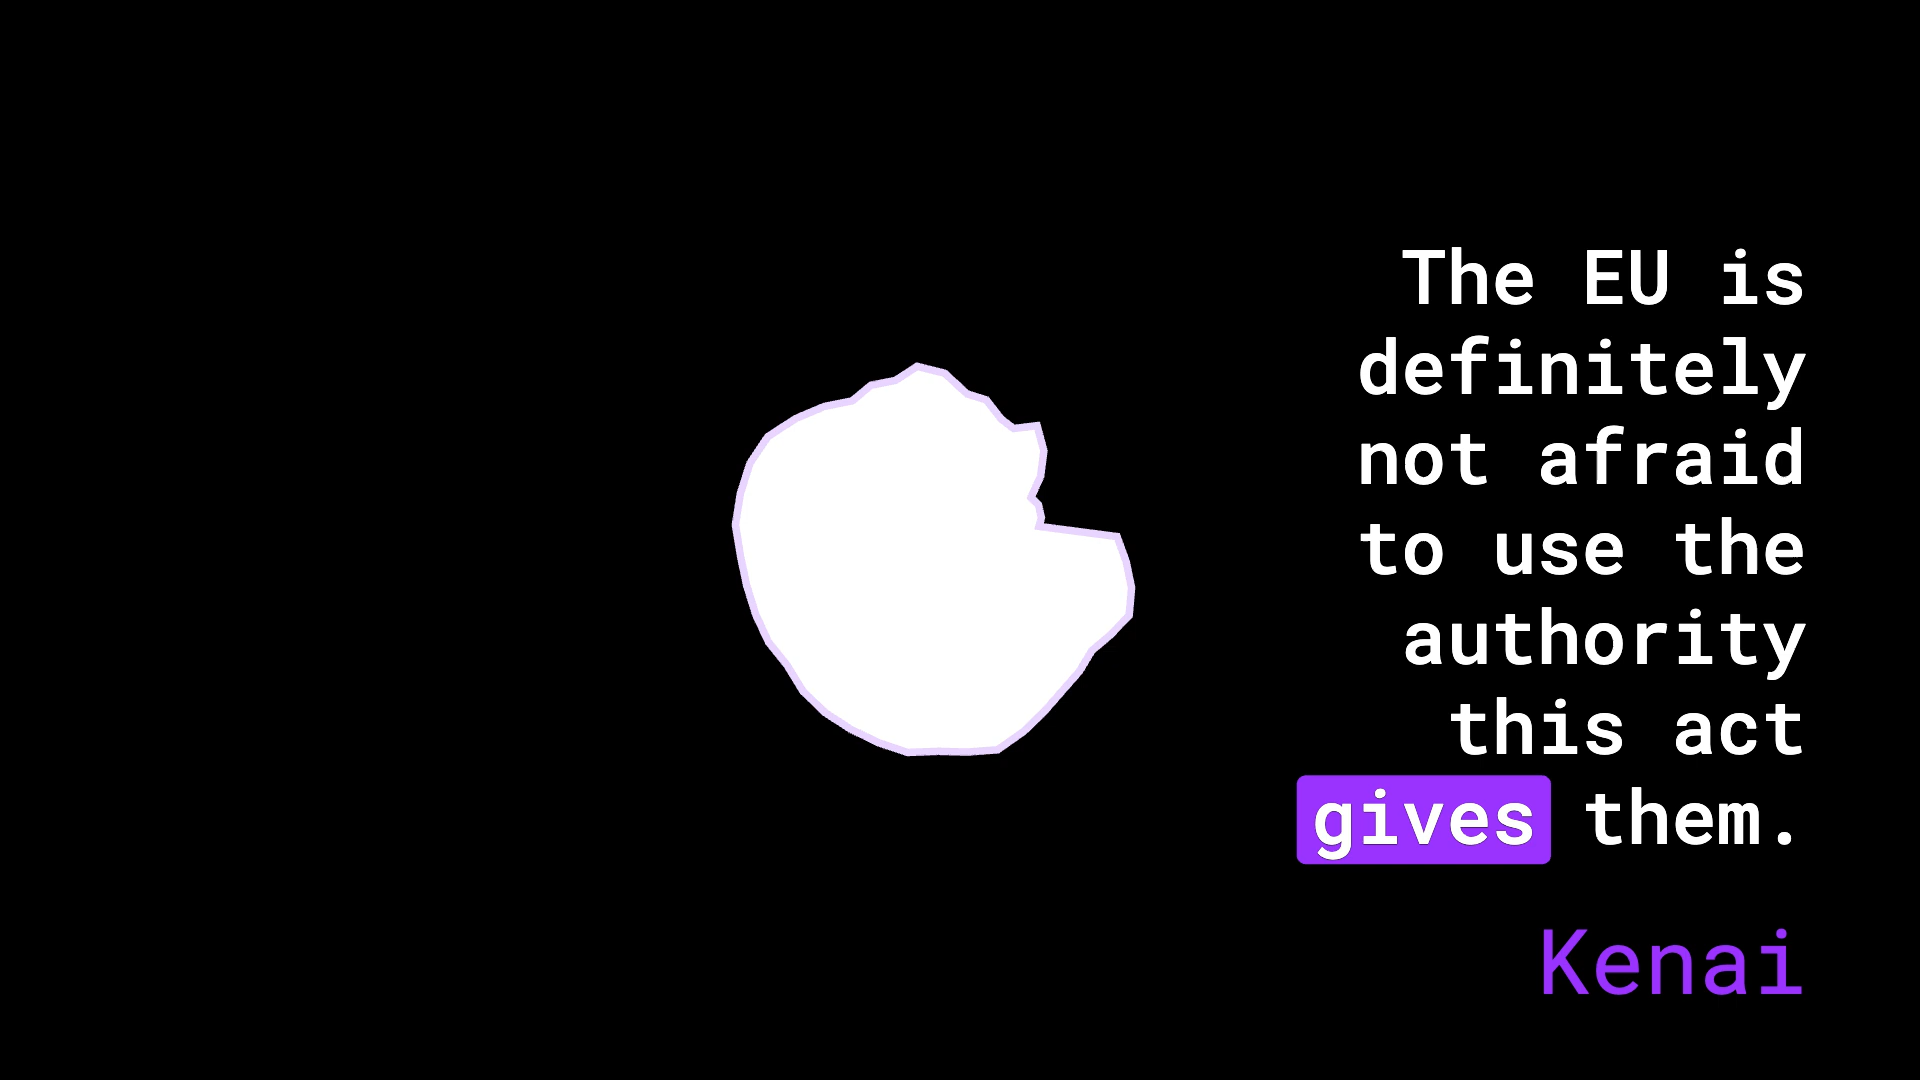 The EU is
definitely
not afraid
to use the
authority
this act
gives them.
Kenai